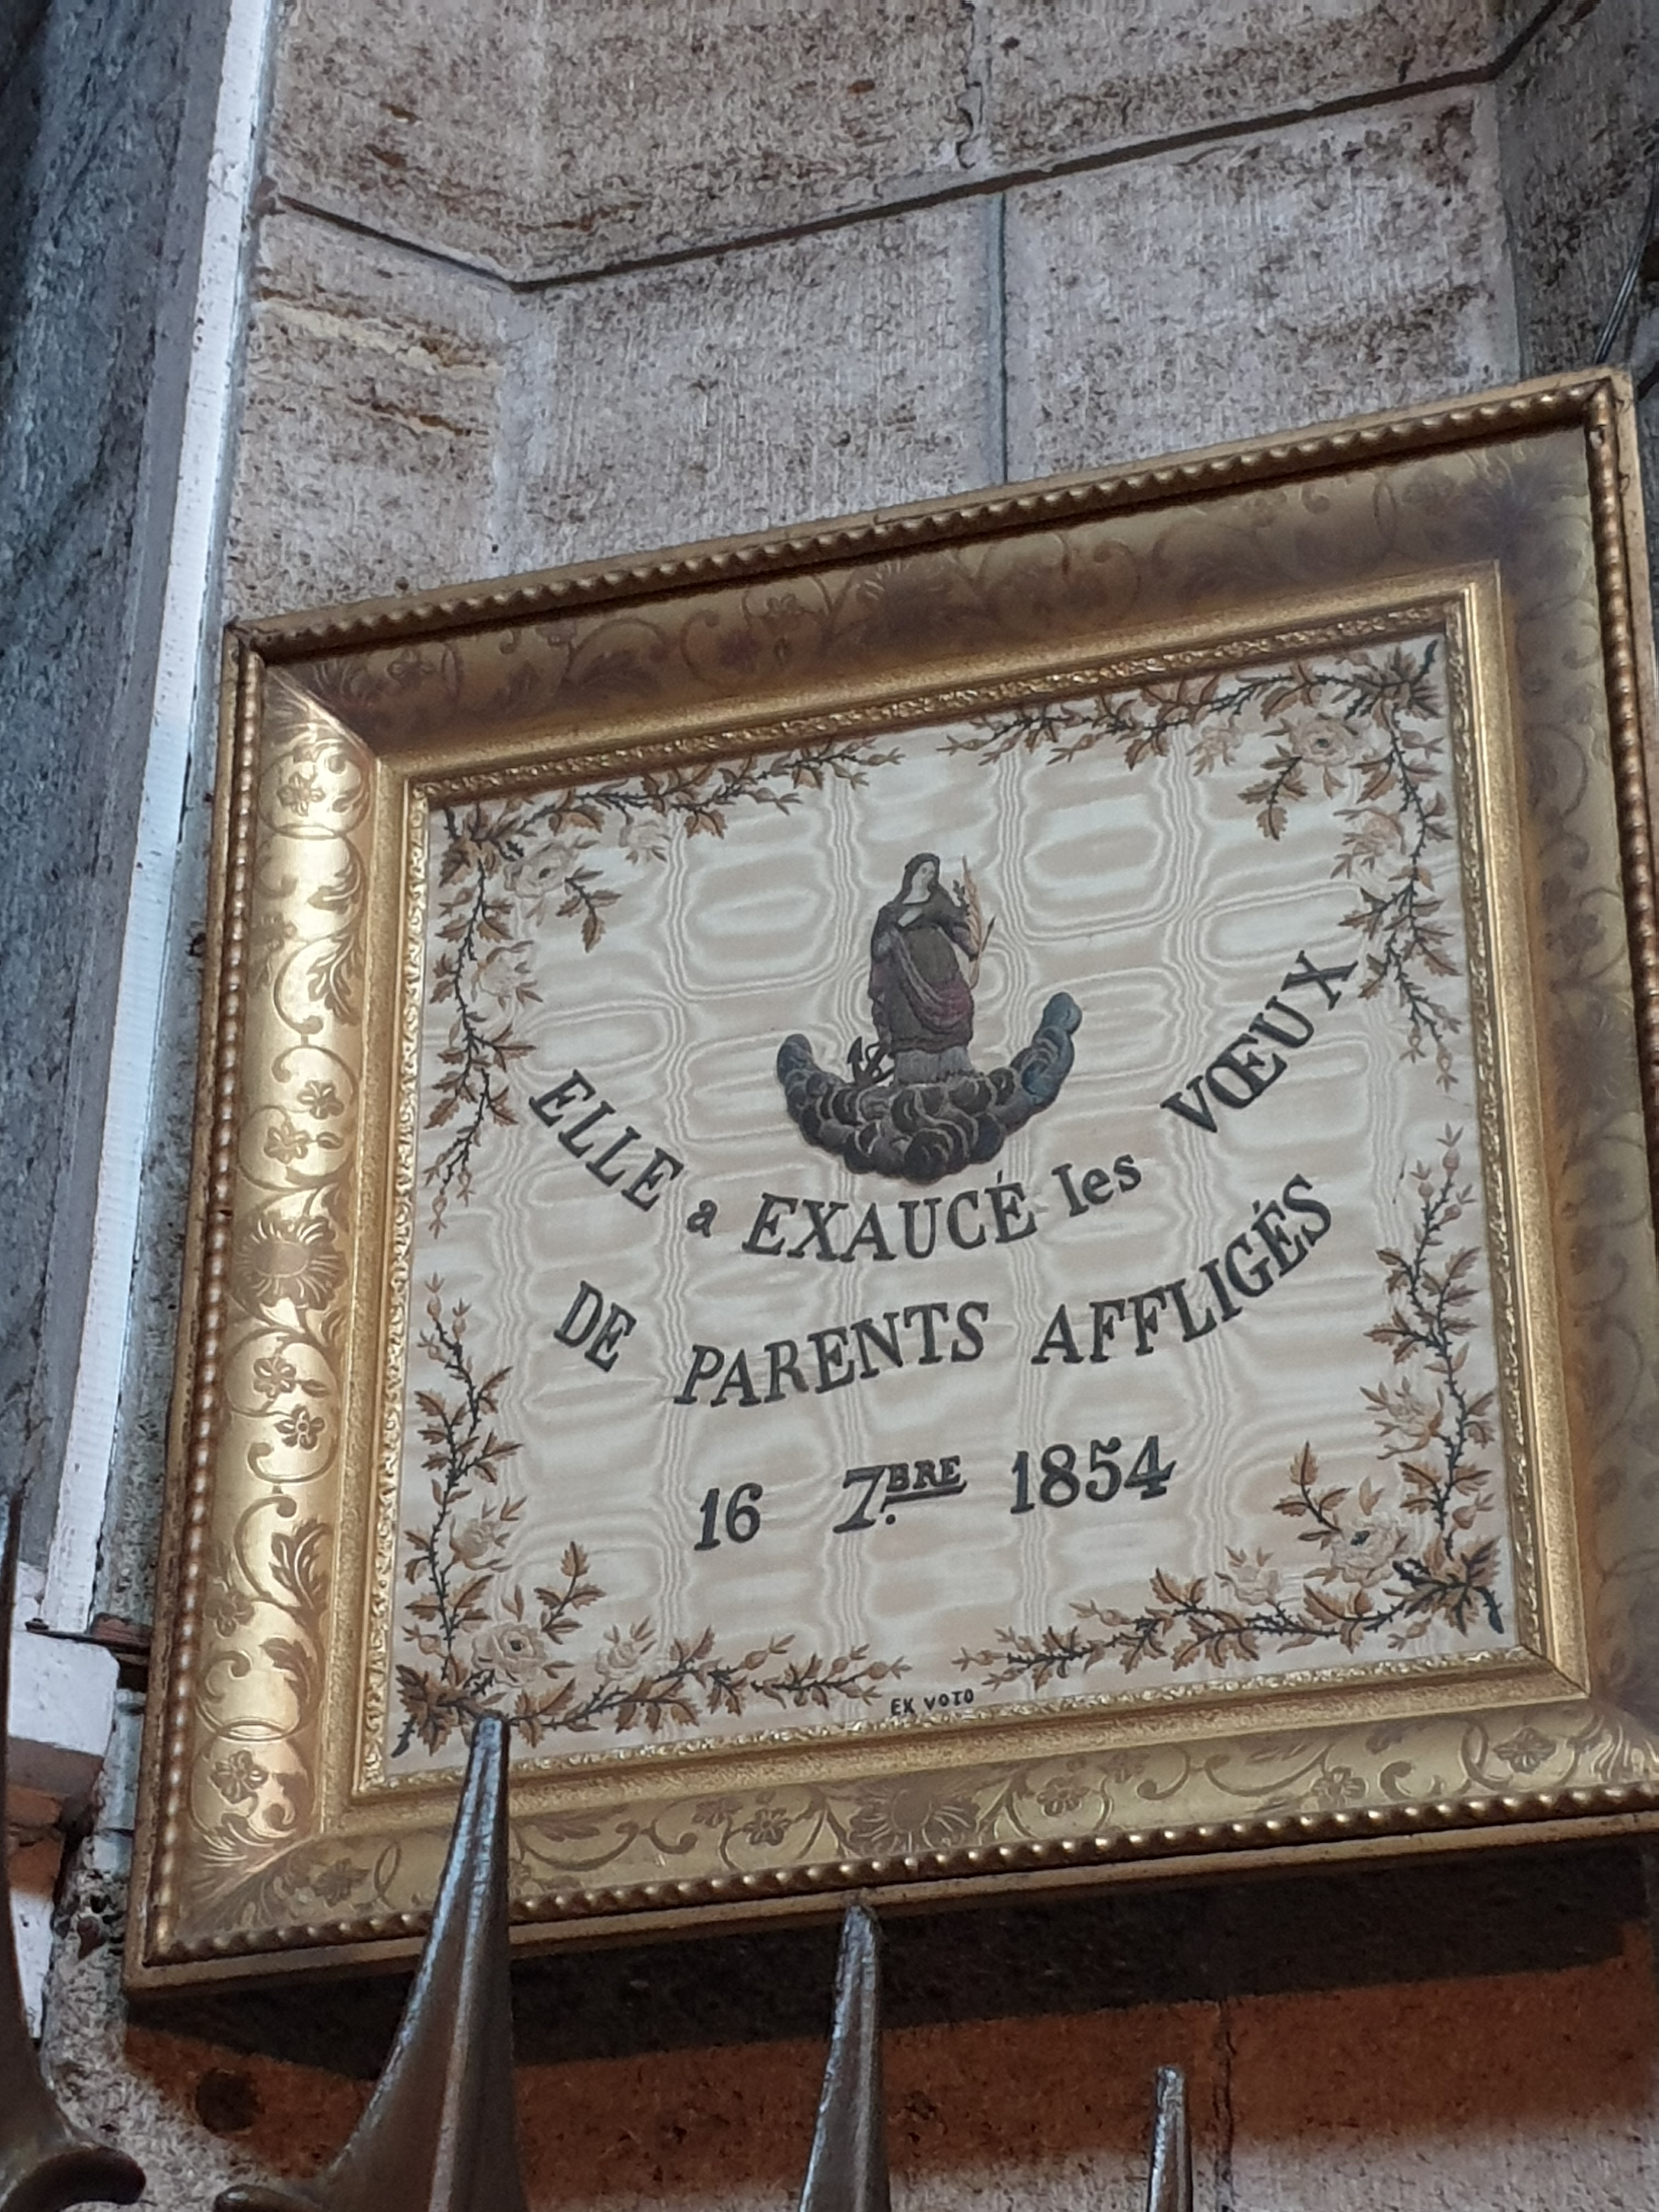 ELLE a EXAUCÉ les VŒUX
DE PARENTS AFFLIGÉS
16 7.BRE 1854
EX VOTO